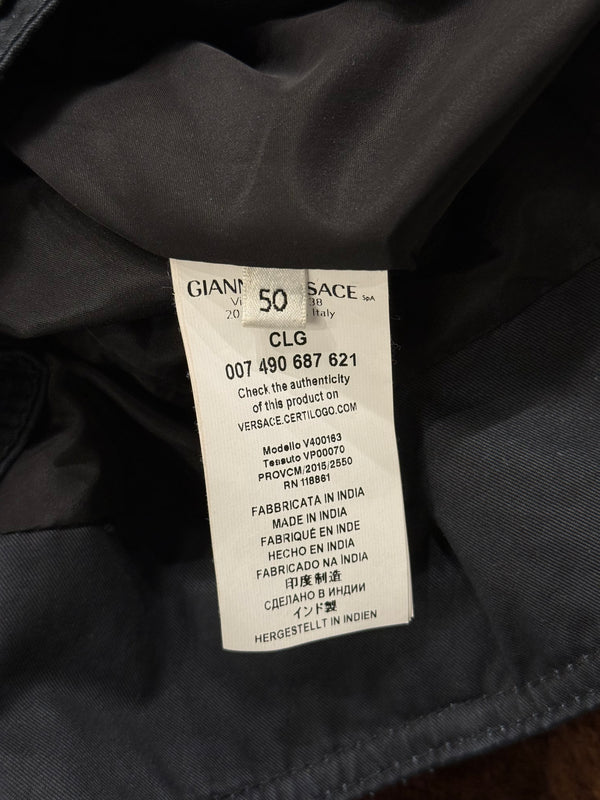 GIANN SACE SpA
50
Vi 38
20 Italy
CLG
007 490 687 621
Check the authenticity
of this product on
VERSACE.CERTILOGO.COM
Modello V400163
Tessuto VP00070
PROVCM/2015/2550
RN 118861
FABBRICATA IN INDIA
MADE IN INDIA
FABRIQUÉ EN INDE
HECHO EN INDIA
FABRICADO NA INDIA
印度制造
СДЕЛАНО В ИНДИИ
インド製
HERGESTELLT IN INDIEN